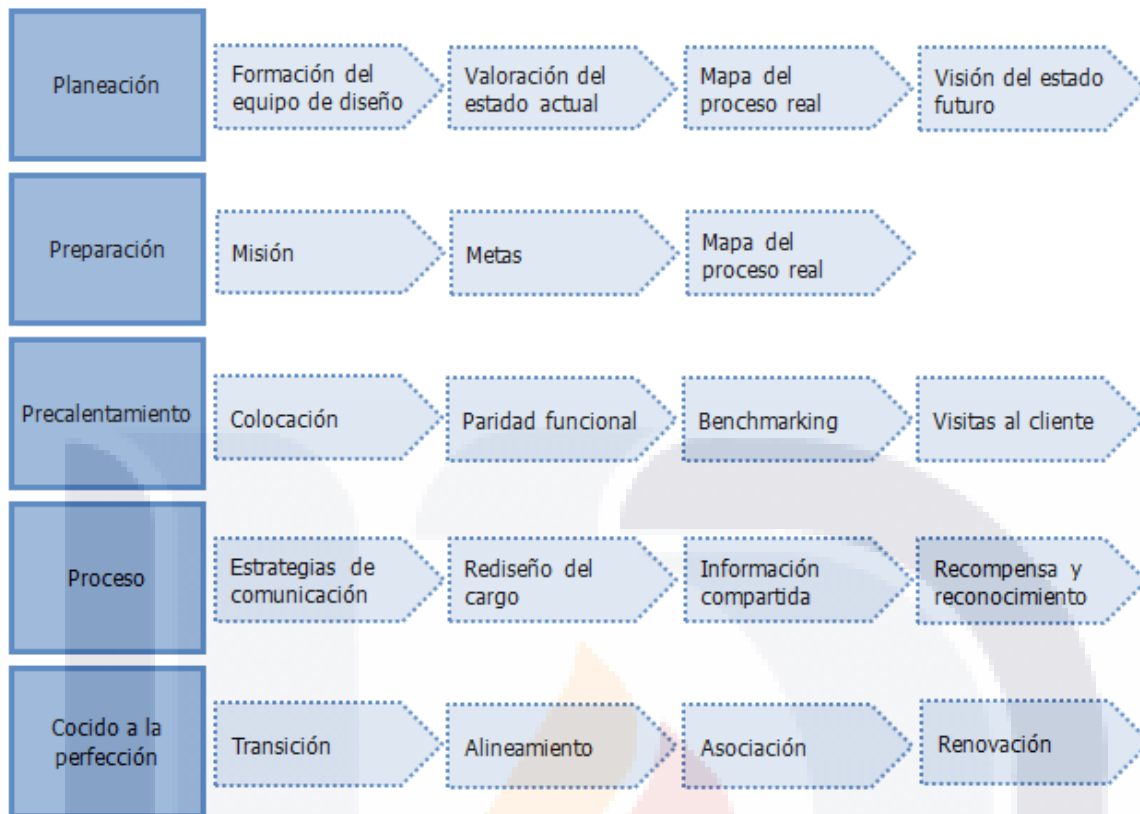 Planeación
Formación del
equipo de diseño
Valoración del
estado actual
Mapa del
proceso real
Visión del estado
futuro
Preparación
Misión
Metas
Mapa del
proceso real
Precalentamiento
Colocación
Paridad funcional
Benchmarking
Visitas al cliente
Proceso
Estrategias de
comunicación
Rediseño del
cargo
Información
compartida
Recompensa y
reconocimiento
Cocido a la
perfección
Transición
Alineamiento
Asociación
Renovación